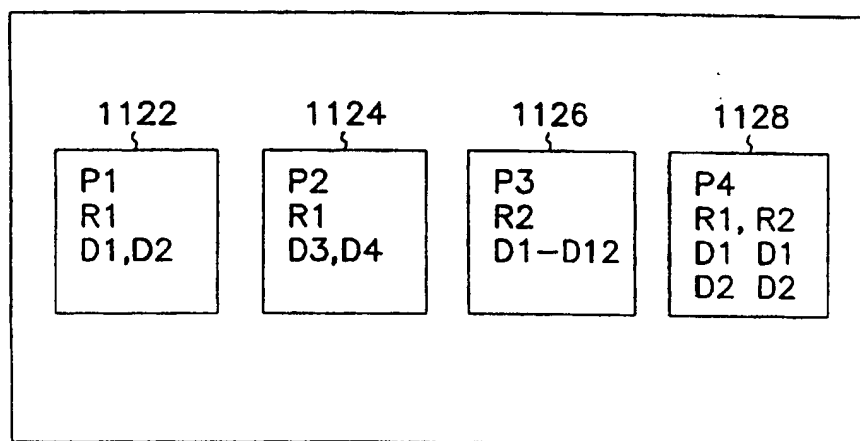 1122 1124 1126 1128
P1
R1
D1,D2
P2
R1
D3,D4
P3
R2
D1-D12
P4
R1, R2
D1 D1
D2 D2